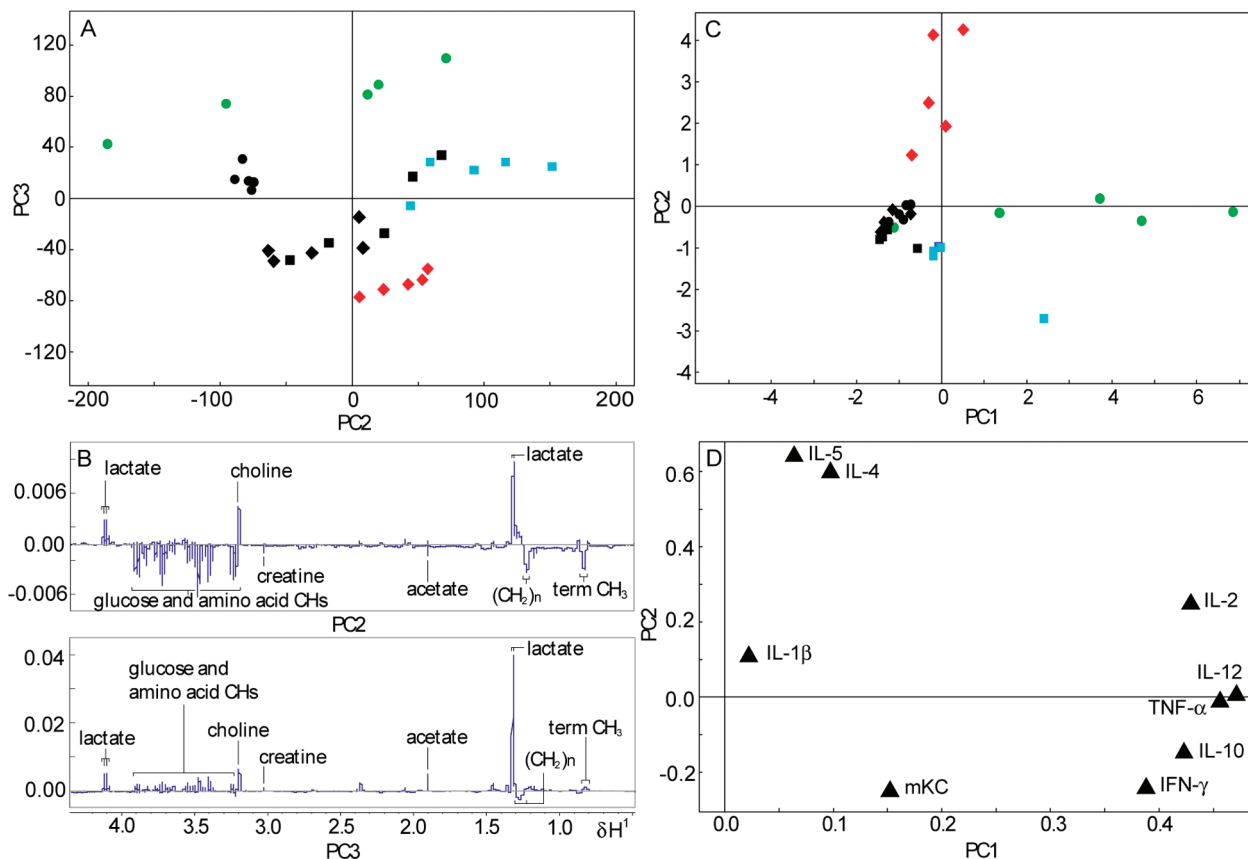 A
120
80
40
0
-40
-80
-120
PC3
-200
-100
0
100
200
PC2
B
lactate
choline
lactate
0.006
0.00
-0.006
creatine
glucose and amino acid CHs
acetate
(CH2)n
term CH3
PC2
0.04
0.02
0.00
glucose and
amino acid CHs
lactate
choline
creatine
acetate
lactate
term CH3
(CH2)n
4.0
3.0
2.0
1.0
δH¹
PC3
C
4
3
2
1
0
-1
-2
-3
-4
PC2
-4
-2
0
2
4
6
PC1
D
0.6
0.4
0.2
0.0
-0.2
PC2
IL-5
IL-4
IL-2
IL-1β
IL-12
TNF-α
IL-10
IFN-γ
mKC
0.0
0.1
0.2
0.3
0.4
PC1